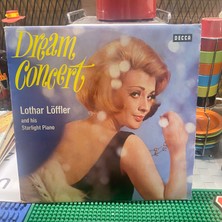 Dream
Concert
DECCA
Lothar Löffler
and his
Starlight Piano